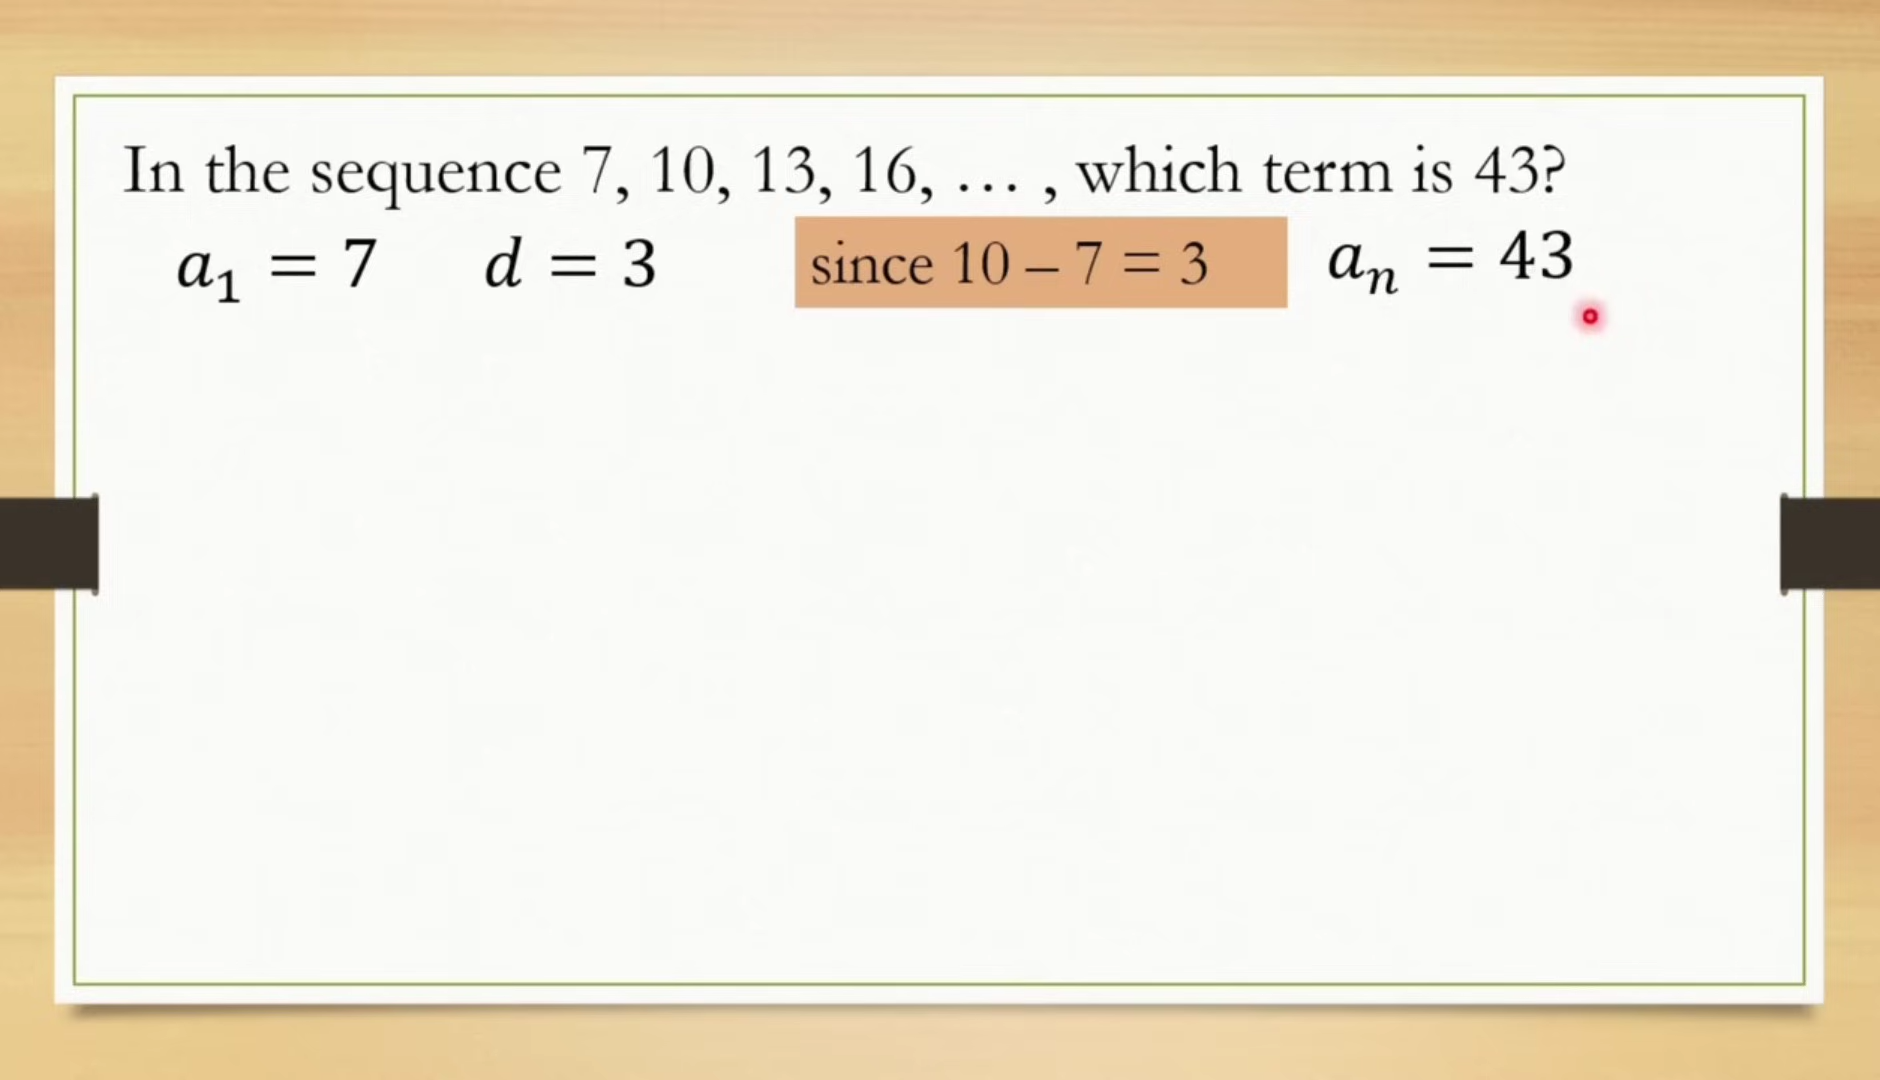 In the sequence 7, 10, 13, 16, … , which term is 43?
a₁ = 7 d = 3 since 10 – 7 = 3 aₙ = 43